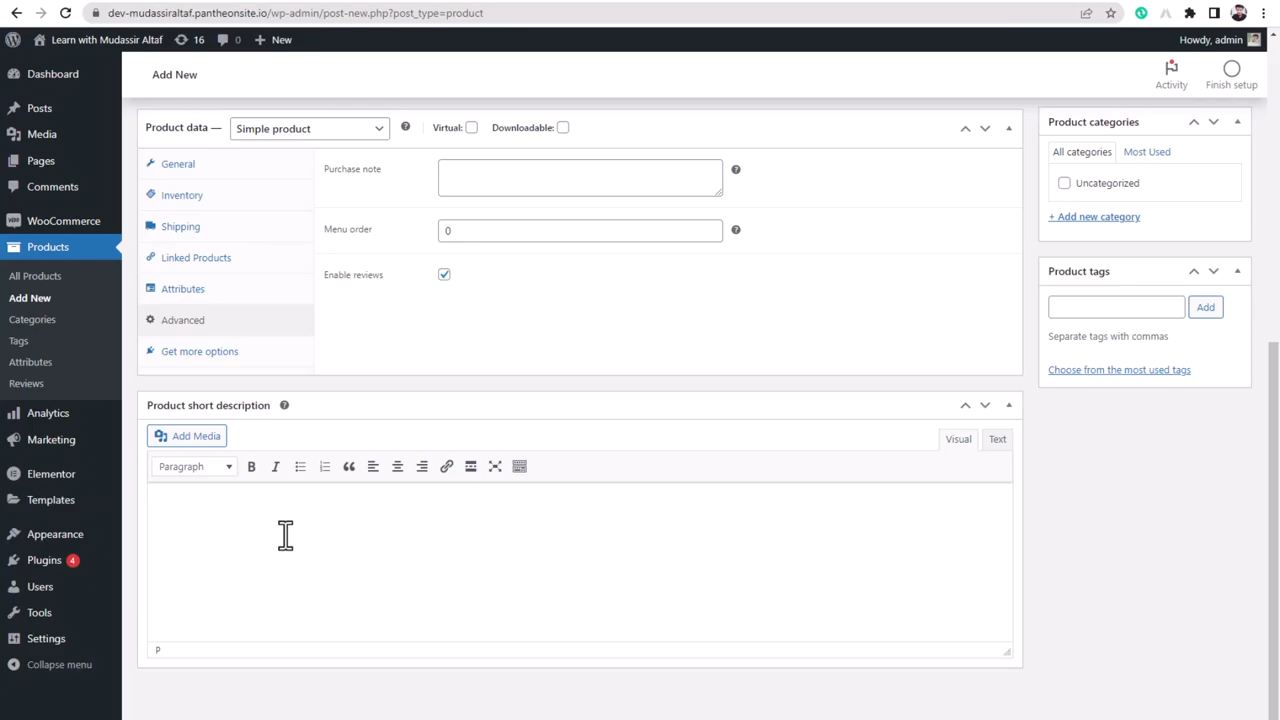 dev-mudassiraltaf.pantheonsite.io/wp-admin/post-new.php?post_type=product
Learn with Mudassir Altaf
16
0
New
Howdy, admin
Dashboard
Posts
Media
Pages
Comments
WooCommerce
Products
All Products
Add New
Categories
Tags
Attributes
Reviews
Analytics
Marketing
Elementor
Templates
Appearance
Plugins 4
Users
Tools
Settings
Collapse menu
Add New
Activity
Finish setup
Product data —
Simple product
Virtual:
Downloadable:
General
Inventory
Shipping
Linked Products
Attributes
Advanced
Get more options
Purchase note
Menu order
0
Enable reviews
Product short description
Add Media
Visual
Text
Paragraph
B
I
P
Product categories
All categories
Most Used
Uncategorized
+ Add new category
Product tags
Add
Separate tags with commas
Choose from the most used tags